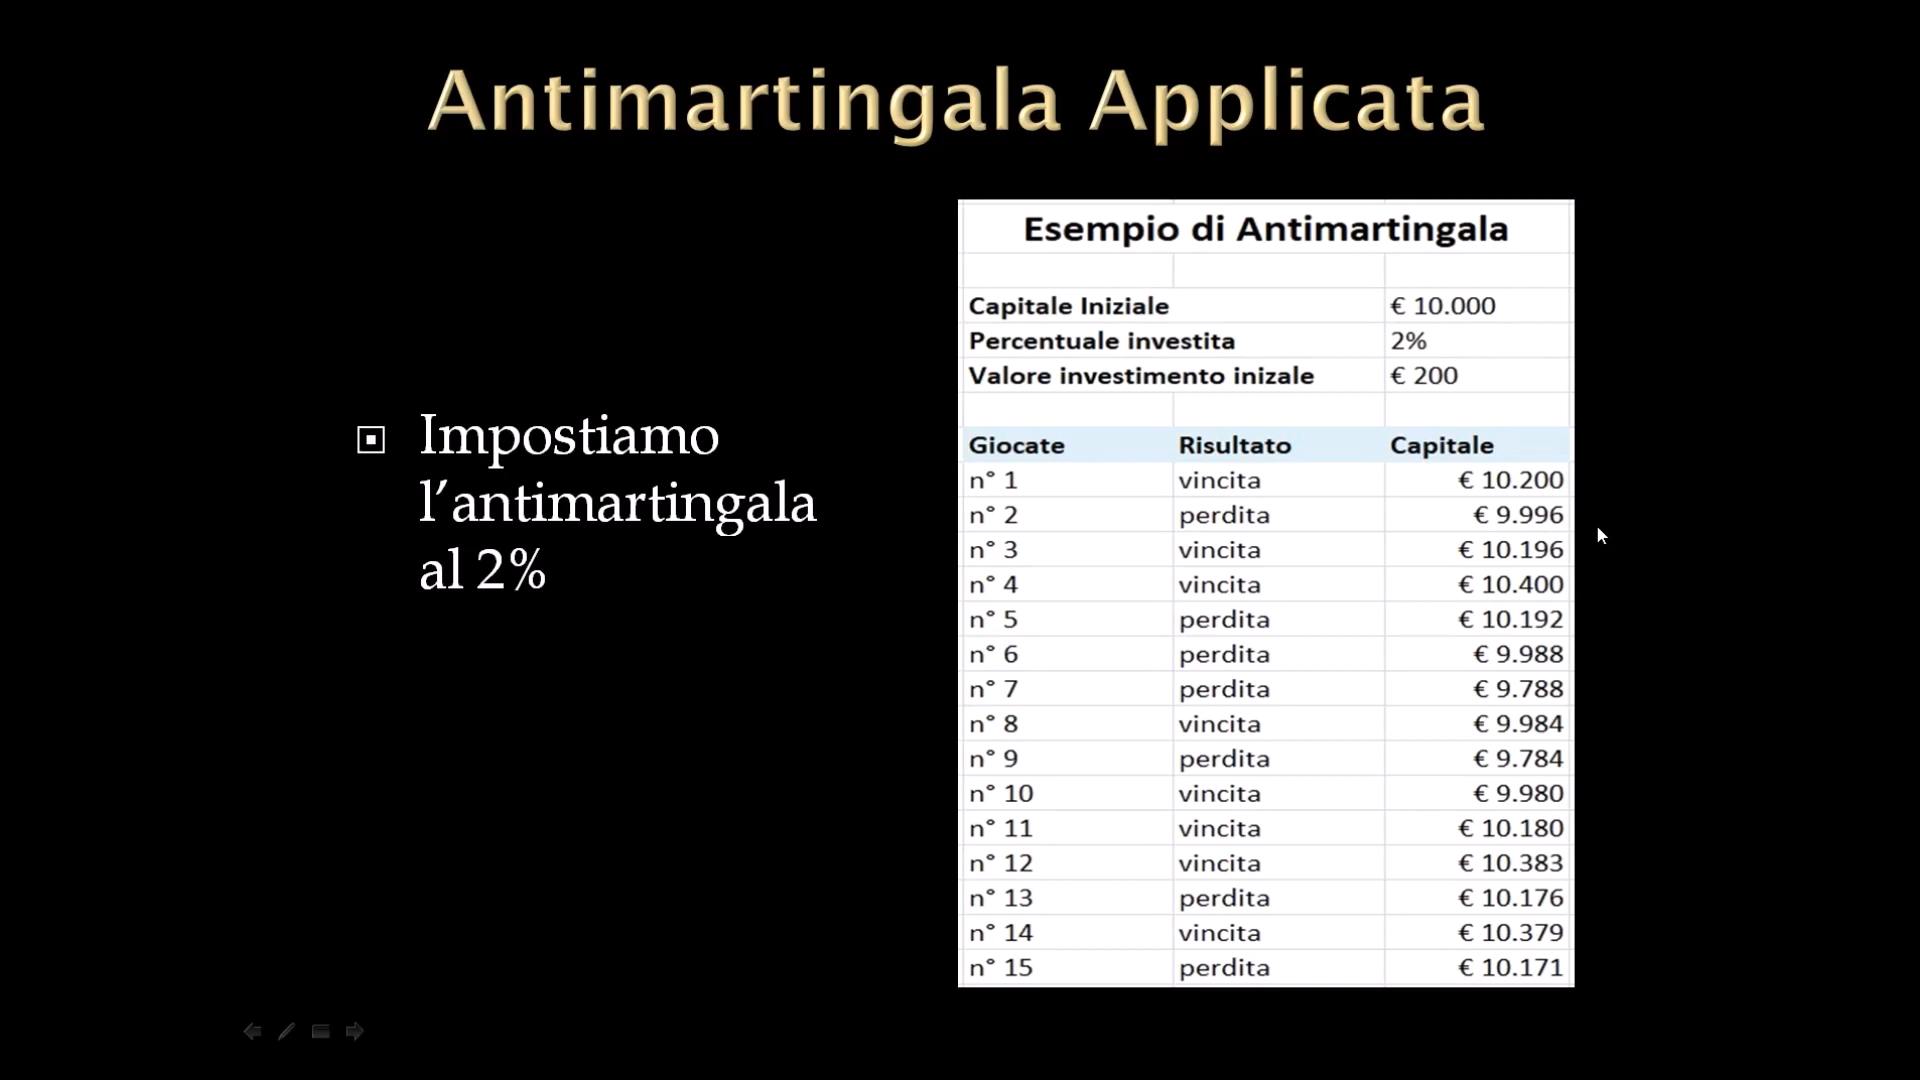 Antimartingala Applicata
Impostiamo
l’antimartingala
al 2%
Esempio di Antimartingala
Capitale Iniziale € 10.000
Percentuale investita 2%
Valore investimento inizale € 200
Giocate Risultato Capitale
n° 1 vincita € 10.200
n° 2 perdita € 9.996
n° 3 vincita € 10.196
n° 4 vincita € 10.400
n° 5 perdita € 10.192
n° 6 perdita € 9.988
n° 7 perdita € 9.788
n° 8 vincita € 9.984
n° 9 perdita € 9.784
n° 10 vincita € 9.980
n° 11 vincita € 10.180
n° 12 vincita € 10.383
n° 13 perdita € 10.176
n° 14 vincita € 10.379
n° 15 perdita € 10.171